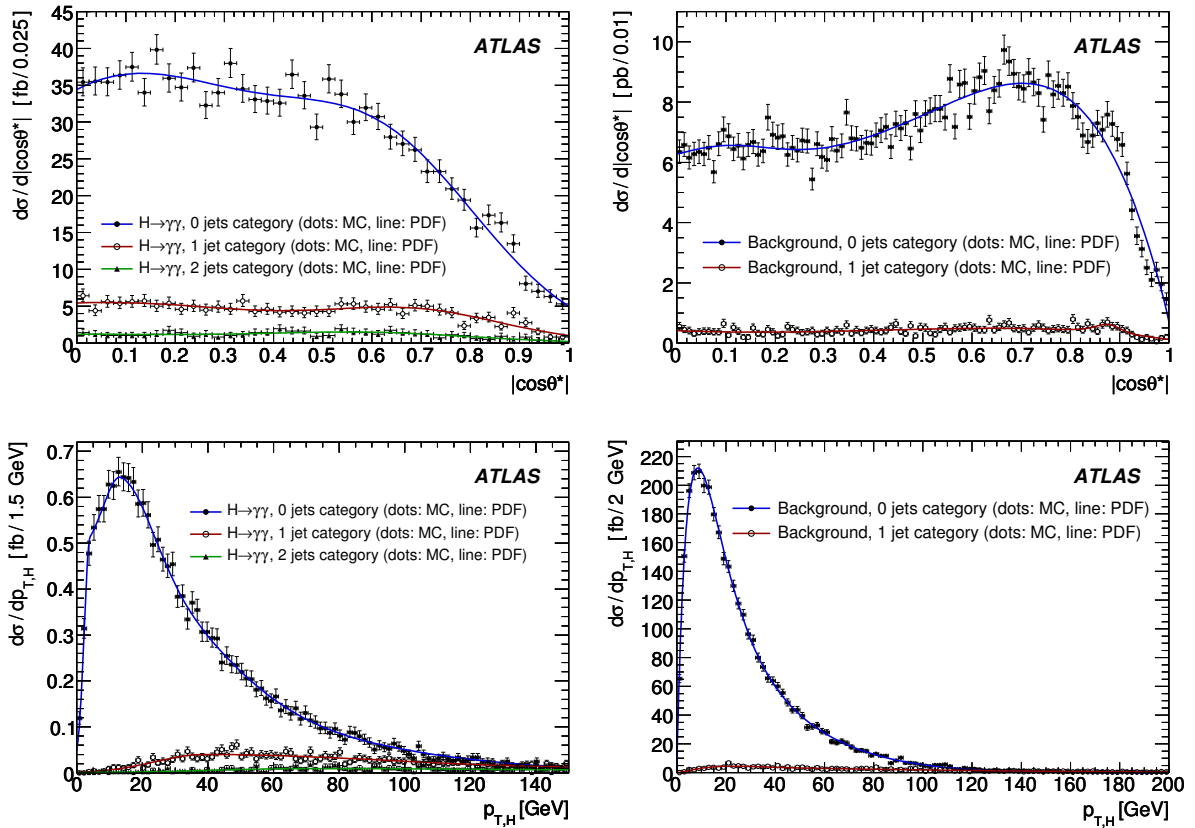 ATLAS
dσ / d|cosθ*| [fb / 0.025]
45
40
35
30
25
20
15
10
5
0
H→γγ, 0 jets category (dots: MC, line: PDF)
H→γγ, 1 jet category (dots: MC, line: PDF)
H→γγ, 2 jets category (dots: MC, line: PDF)
0 0.1 0.2 0.3 0.4 0.5 0.6 0.7 0.8 0.9 1
|cosθ*|
ATLAS
dσ / d|cosθ*| [pb / 0.01]
10
8
6
4
2
0
Background, 0 jets category (dots: MC, line: PDF)
Background, 1 jet category (dots: MC, line: PDF)
0 0.1 0.2 0.3 0.4 0.5 0.6 0.7 0.8 0.9 1
|cosθ*|
ATLAS
dσ / dp_T,H [fb / 1.5 GeV]
0.7
0.6
0.5
0.4
0.3
0.2
0.1
0
H→γγ, 0 jets category (dots: MC, line: PDF)
H→γγ, 1 jet category (dots: MC, line: PDF)
H→γγ, 2 jets category (dots: MC, line: PDF)
0 20 40 60 80 100 120 140
p_T,H [GeV]
ATLAS
dσ / dp_T,H [fb / 2 GeV]
220
200
180
160
140
120
100
80
60
40
20
0
Background, 0 jets category (dots: MC, line: PDF)
Background, 1 jet category (dots: MC, line: PDF)
0 20 40 60 80 100 120 140 160 180 200
p_T,H [GeV]